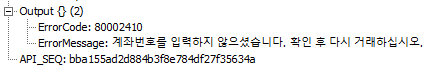 Output {} (2)
ErrorCode: 80002410
ErrorMessage: 계좌번호를 입력하지 않으셨습니다. 확인 후 다시 거래하십시오.
API_SEQ: bba155ad2d884b3f8e784df27f35634a